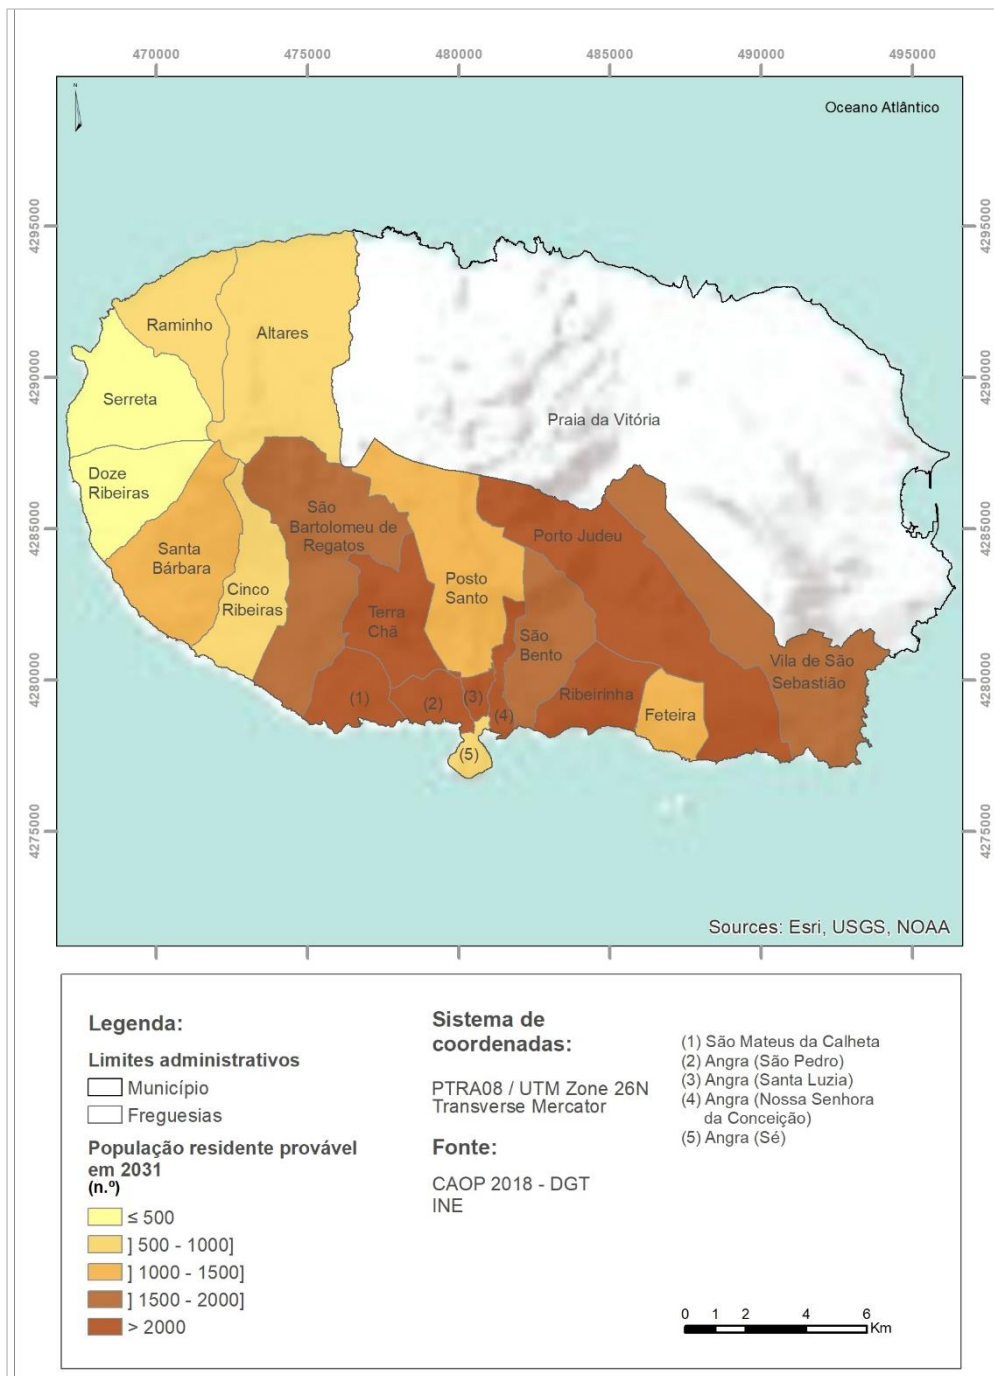 470000
475000
480000
485000
490000
495000
N
Oceano Atlântico
4295000
4295000
Raminho
Altares
4290000
4290000
Serreta
Praia da Vitória
Doze
Ribeiras
São
Bartolomeu de
Regatos
4285000
4285000
Porto Judeu
Santa
Bárbara
Cinco
Ribeiras
Posto
Santo
Terra
Chã
São
Bento
Vila de São
Sebastião
4280000
4280000
(1)
(2)
(3)
(4)
Ribeirinha
Feteira
(5)
4275000
4275000
Sources: Esri, USGS, NOAA
Legenda:
Limites administrativos
Município
Freguesias
População residente provável
em 2031
(n.º)
≤ 500
] 500 - 1000]
] 1000 - 1500]
] 1500 - 2000]
> 2000
Sistema de
coordenadas:
PTRA08 / UTM Zone 26N
Transverse Mercator
Fonte:
CAOP 2018 - DGT
INE
(1) São Mateus da Calheta
(2) Angra (São Pedro)
(3) Angra (Santa Luzia)
(4) Angra (Nossa Senhora
da Conceição)
(5) Angra (Sé)
0 1 2 4 6
Km